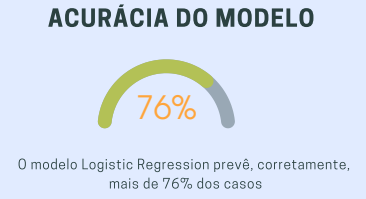 ACURÁCIA DO MODELO
76%
O modelo Logistic Regression prevê, corretamente,
mais de 76% dos casos